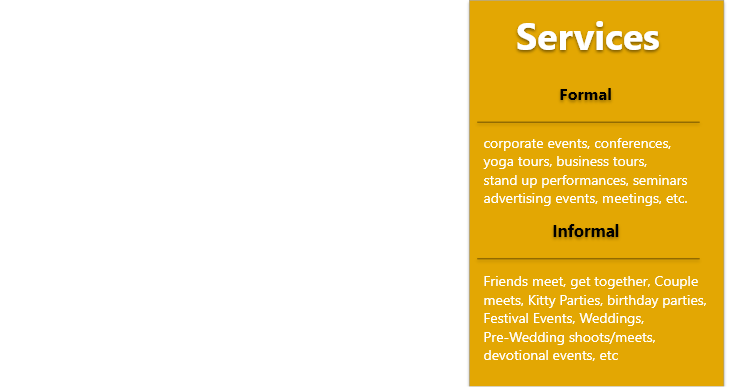 Services
Formal
corporate events, conferences,
yoga tours, business tours,
stand up performances, seminars
advertising events, meetings, etc.
Informal
Friends meet, get together, Couple
meets, Kitty Parties, birthday parties,
Festival Events, Weddings,
Pre-Wedding shoots/meets,
devotional events, etc